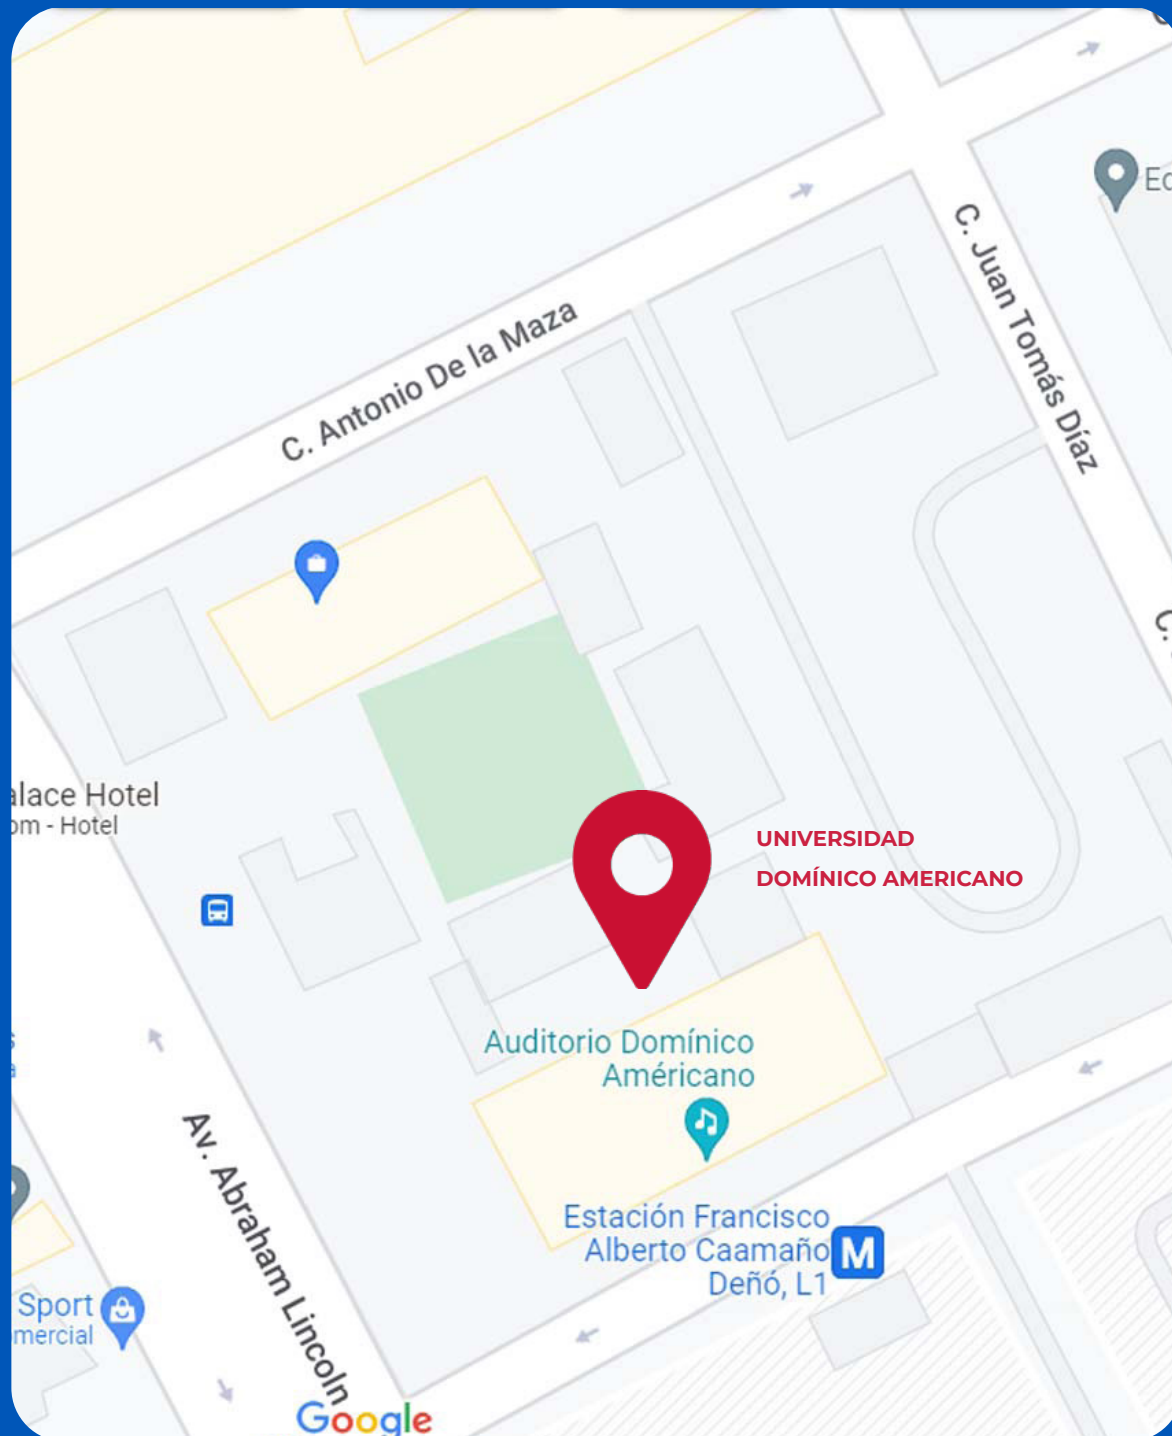 Ed
C. Juan Tomás Díaz
C. Antonio De la Maza
C.
alace Hotel
om - Hotel
UNIVERSIDAD
DOMÍNICO AMERICANO
Auditorio Domínico
Américano
Av. Abraham Lincoln
Estación Francisco
Alberto Caamaño
Deñó, L1
M
Sport
mercial
Google